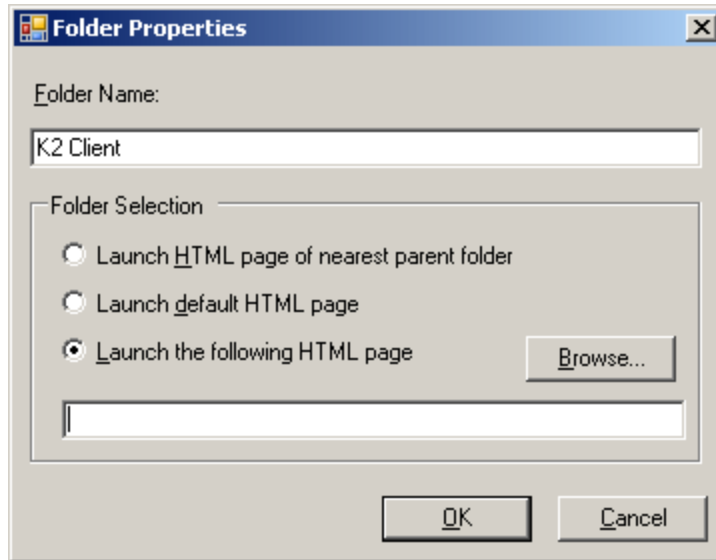 Folder Properties
Folder Name:
K2 Client
Folder Selection
Launch HTML page of nearest parent folder
Launch default HTML page
Launch the following HTML page
Browse...
OK
Cancel